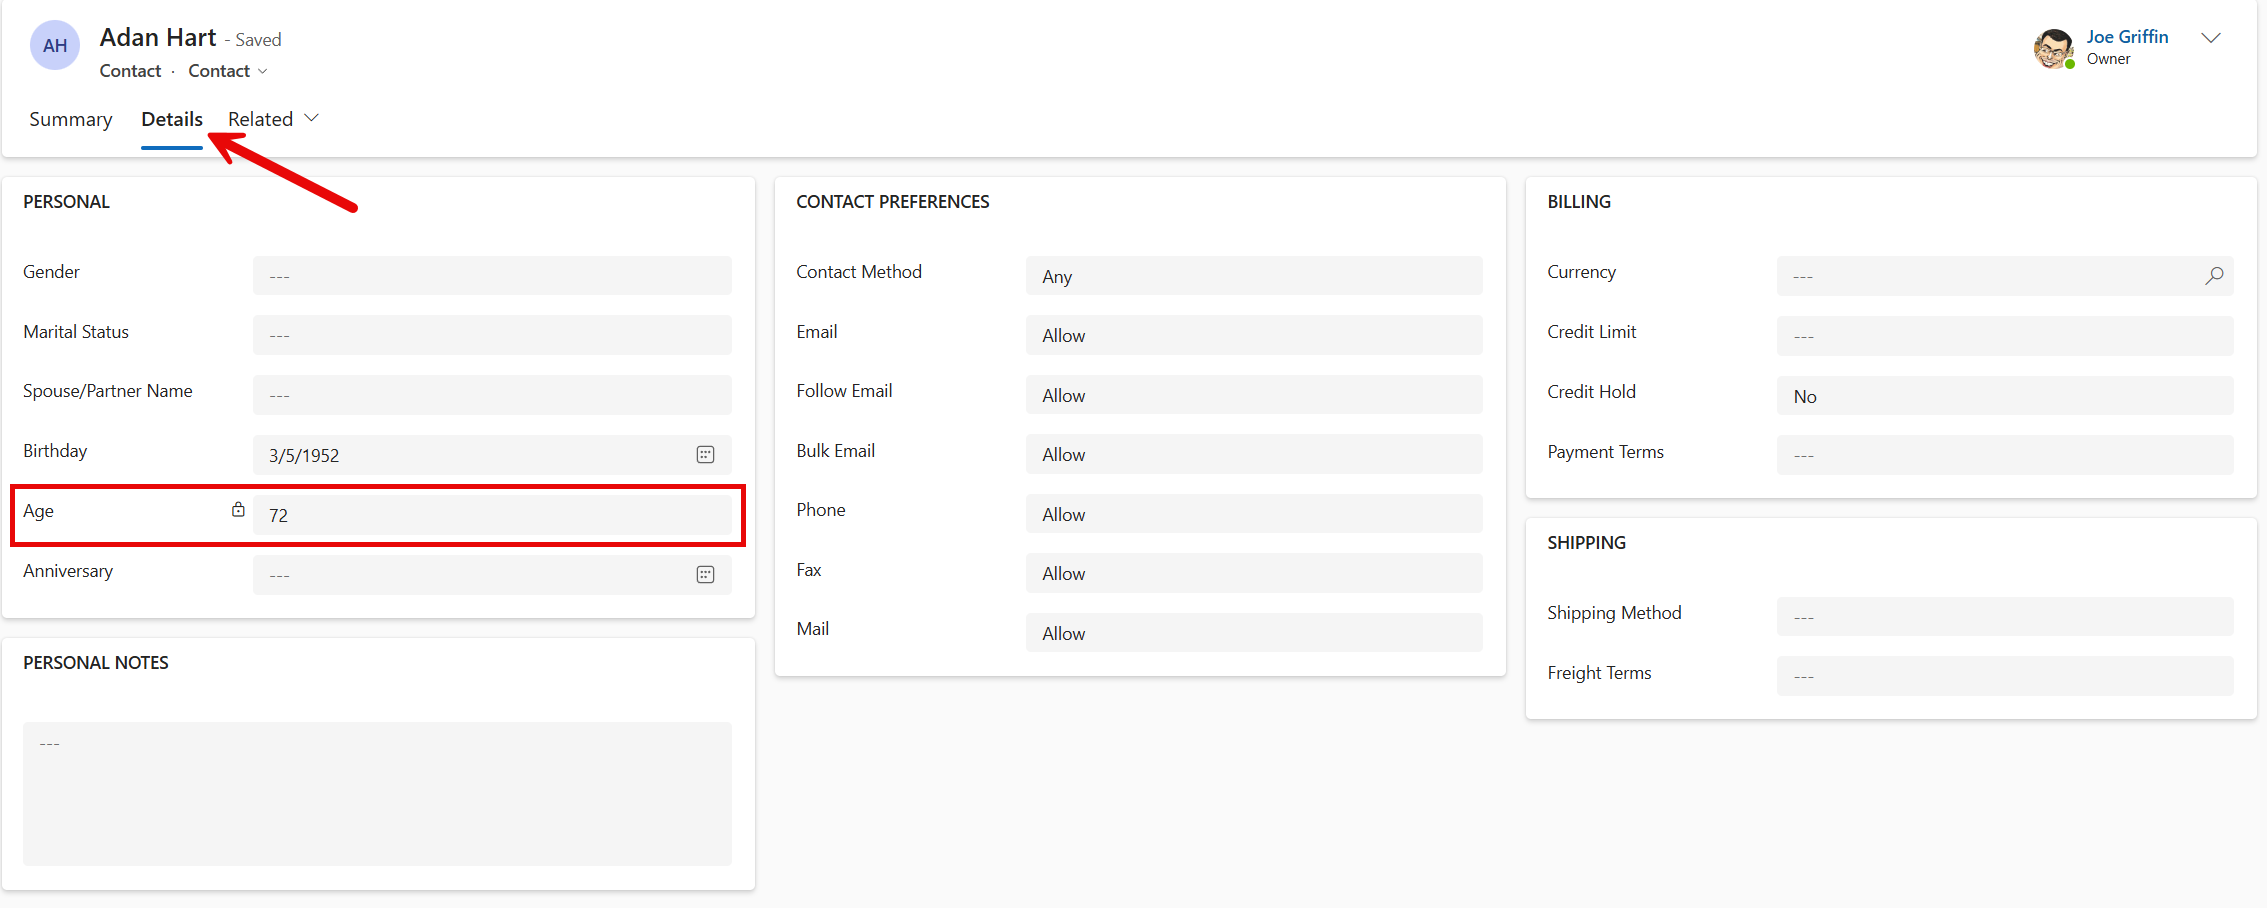 AH
Adan Hart - Saved
Contact · Contact
Joe Griffin
Owner
Summary Details Related
PERSONAL
Gender ---
Marital Status ---
Spouse/Partner Name ---
Birthday 3/5/1952
Age 72
Anniversary ---
PERSONAL NOTES
---
CONTACT PREFERENCES
Contact Method Any
Email Allow
Follow Email Allow
Bulk Email Allow
Phone Allow
Fax Allow
Mail Allow
BILLING
Currency ---
Credit Limit ---
Credit Hold No
Payment Terms ---
SHIPPING
Shipping Method ---
Freight Terms ---